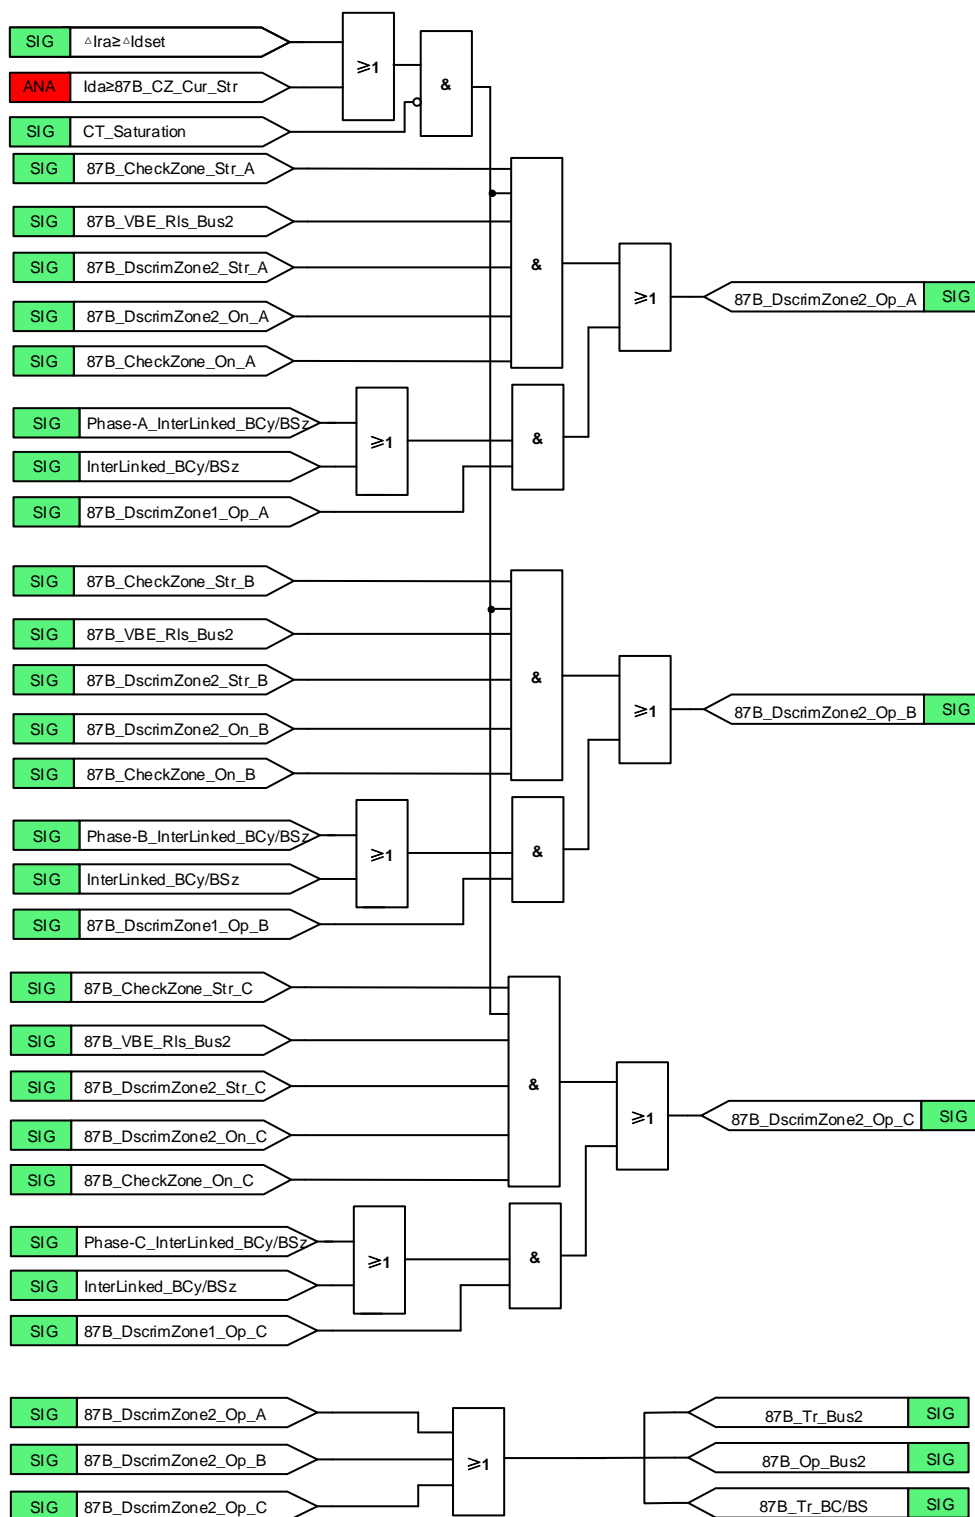 SIG △Ira≥△Idset
≥1
&
ANA Ida≥87B_CZ_Cur_Str
SIG CT_Saturation
SIG 87B_CheckZone_Str_A
SIG 87B_VBE_Rls_Bus2
SIG 87B_DscrimZone2_Str_A
&
≥1
87B_DscrimZone2_Op_A SIG
SIG 87B_DscrimZone2_On_A
SIG 87B_CheckZone_On_A
SIG Phase-A_InterLinked_BCy/BSz
≥1
&
SIG InterLinked_BCy/BSz
SIG 87B_DscrimZone1_Op_A
SIG 87B_CheckZone_Str_B
SIG 87B_VBE_Rls_Bus2
SIG 87B_DscrimZone2_Str_B
&
≥1
87B_DscrimZone2_Op_B SIG
SIG 87B_DscrimZone2_On_B
SIG 87B_CheckZone_On_B
SIG Phase-B_InterLinked_BCy/BSz
≥1
&
SIG InterLinked_BCy/BSz
SIG 87B_DscrimZone1_Op_B
SIG 87B_CheckZone_Str_C
SIG 87B_VBE_Rls_Bus2
SIG 87B_DscrimZone2_Str_C
&
≥1
87B_DscrimZone2_Op_C SIG
SIG 87B_DscrimZone2_On_C
SIG 87B_CheckZone_On_C
SIG Phase-C_InterLinked_BCy/BSz
≥1
&
SIG InterLinked_BCy/BSz
SIG 87B_DscrimZone1_Op_C
SIG 87B_DscrimZone2_Op_A
87B_Tr_Bus2 SIG
SIG 87B_DscrimZone2_Op_B
≥1
87B_Op_Bus2 SIG
SIG 87B_DscrimZone2_Op_C
87B_Tr_BC/BS SIG